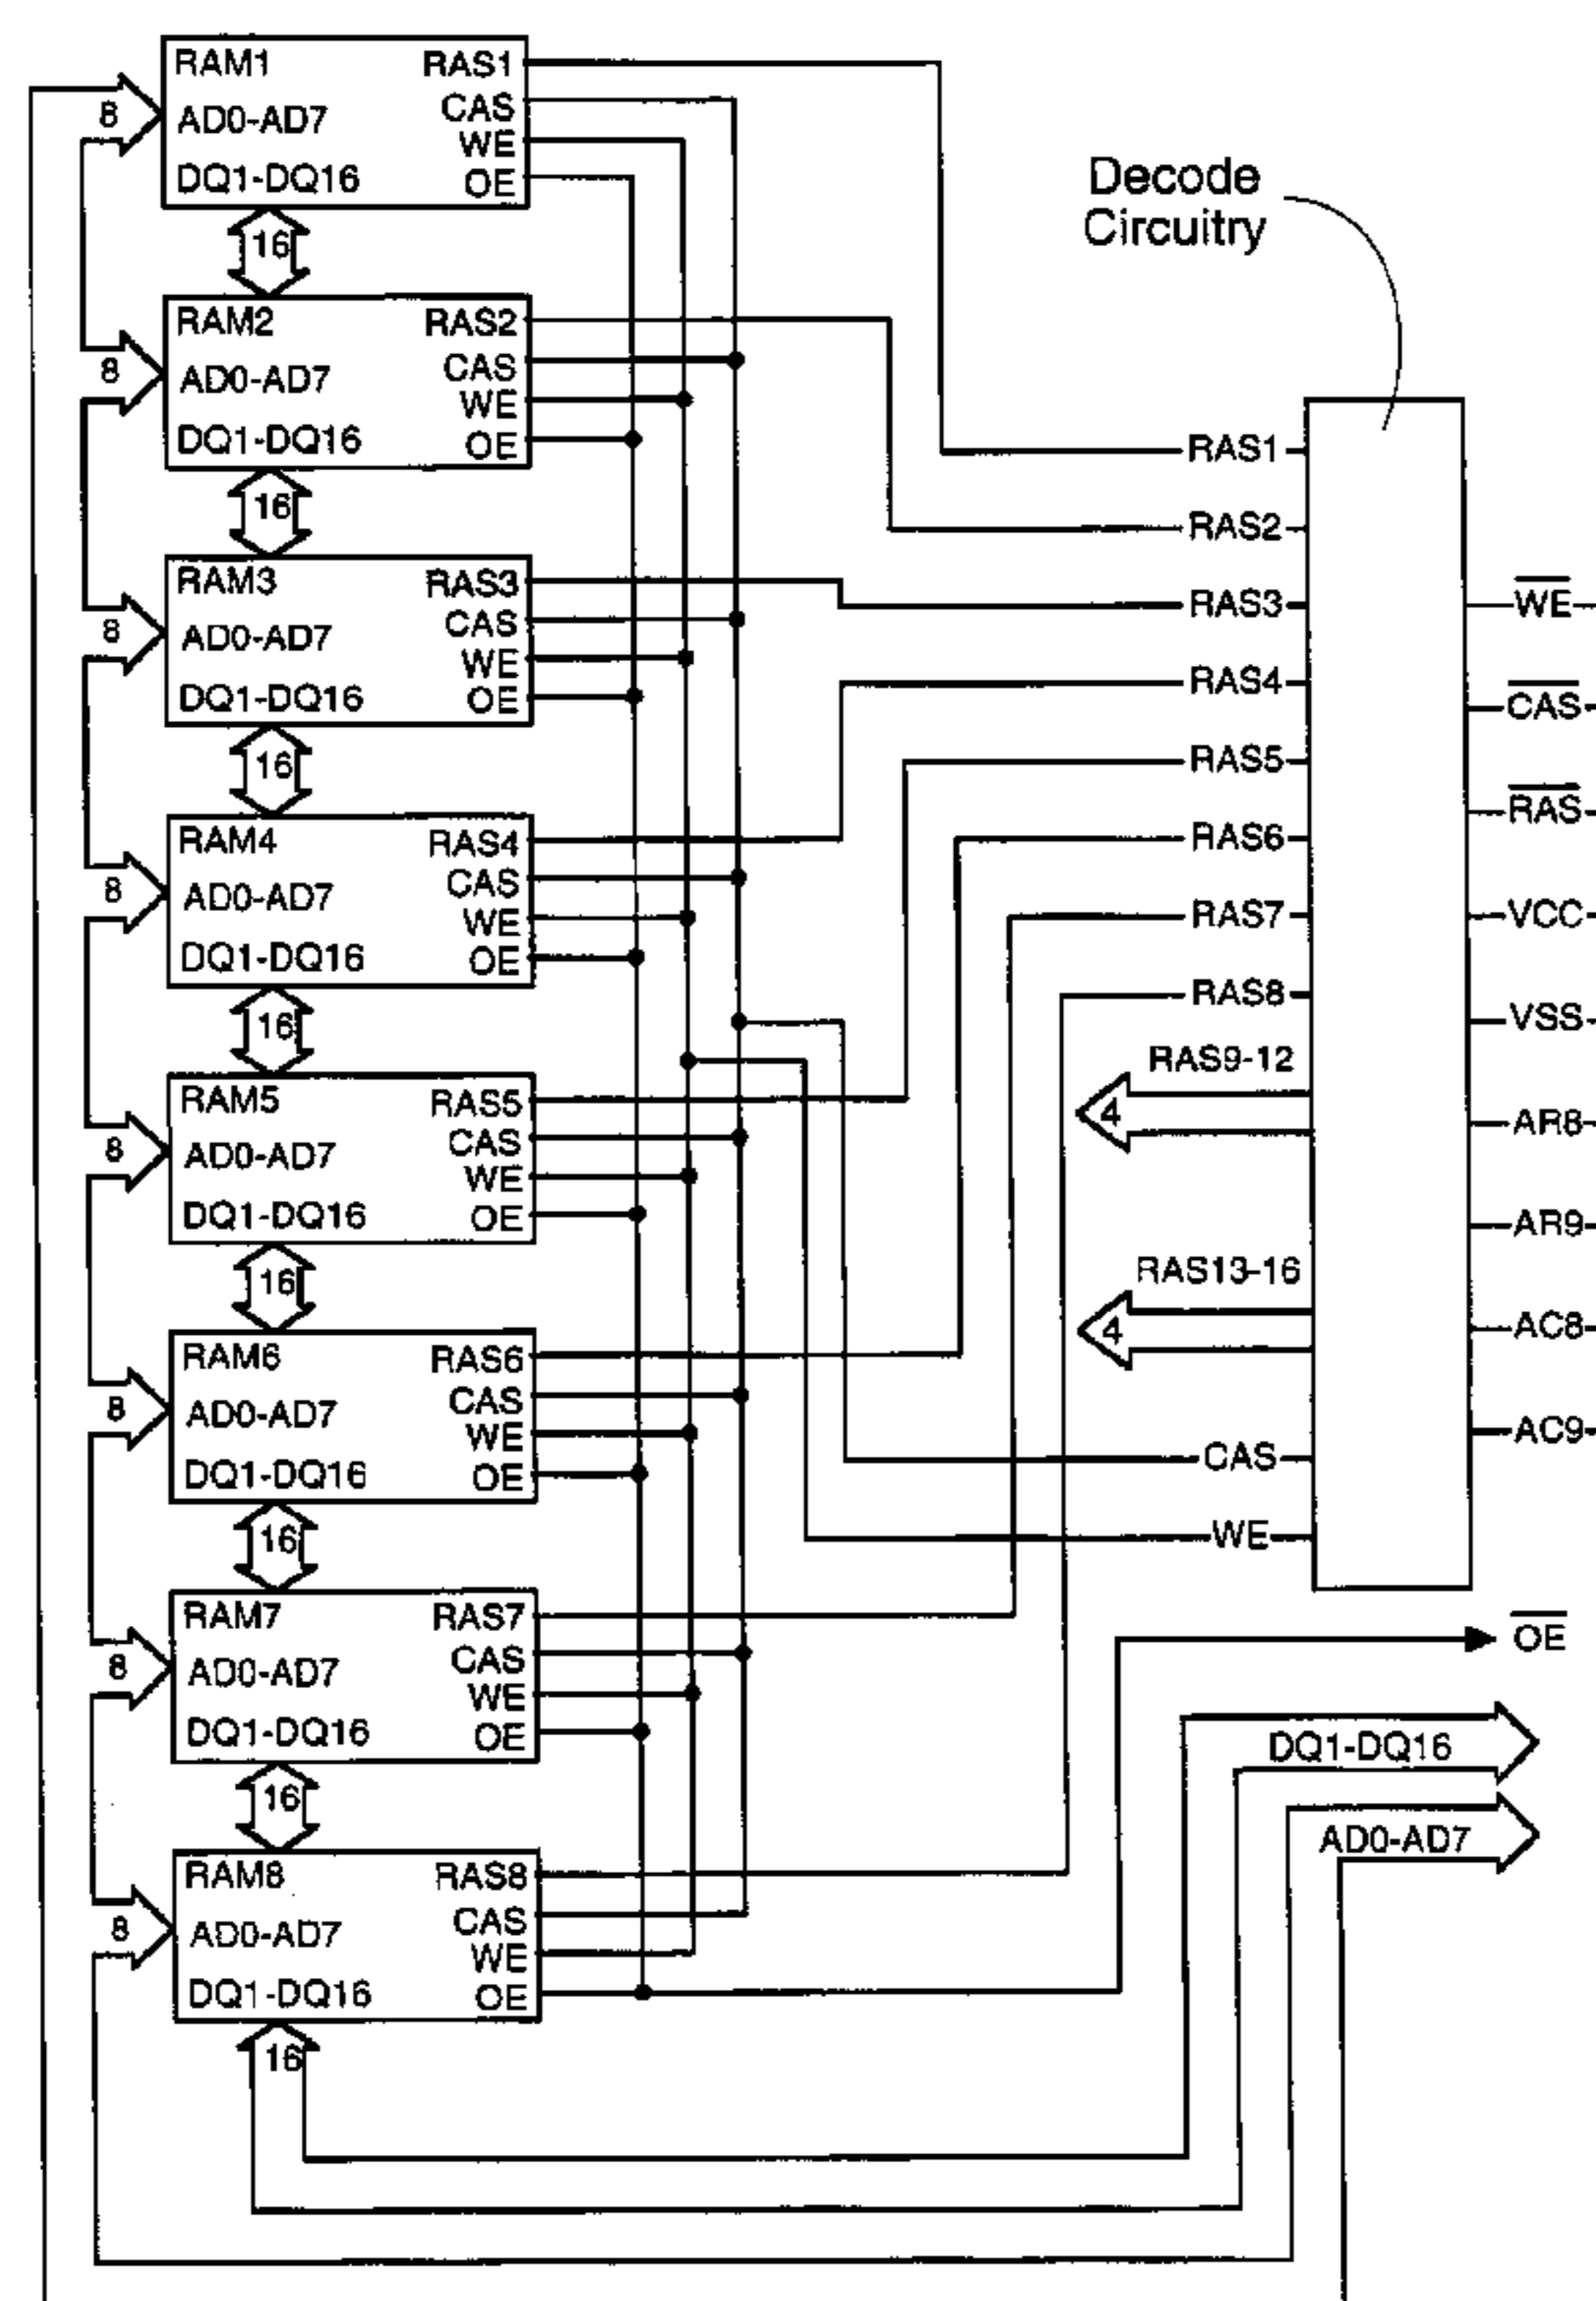 RAM1 RAS1
CAS
8 AD0-AD7
WE
DQ1-DQ16 OE
16
RAM2 RAS2
CAS
8 AD0-AD7
WE
DQ1-DQ16 OE
16
RAM3 RAS3
CAS
8 AD0-AD7
WE
DQ1-DQ16 OE
16
RAM4 RAS4
CAS
8 AD0-AD7
WE
DQ1-DQ16 OE
16
RAM5 RAS5
CAS
8 AD0-AD7
WE
DQ1-DQ16 OE
16
RAM6 RAS6
CAS
8 AD0-AD7
WE
DQ1-DQ16 OE
16
RAM7 RAS7
CAS
8 AD0-AD7
WE
DQ1-DQ16 OE
16
RAM8 RAS8
CAS
8 AD0-AD7
WE
DQ1-DQ16 OE
16
Decode
Circuitry
RAS1
RAS2
RAS3
RAS4
RAS5
RAS6
RAS7
RAS8
RAS9-12
4
RAS13-16
4
CAS
WE
WE
CAS
RAS
VCC
VSS
AR8
AR9
AC8
AC9
OE
DQ1-DQ16
AD0-AD7